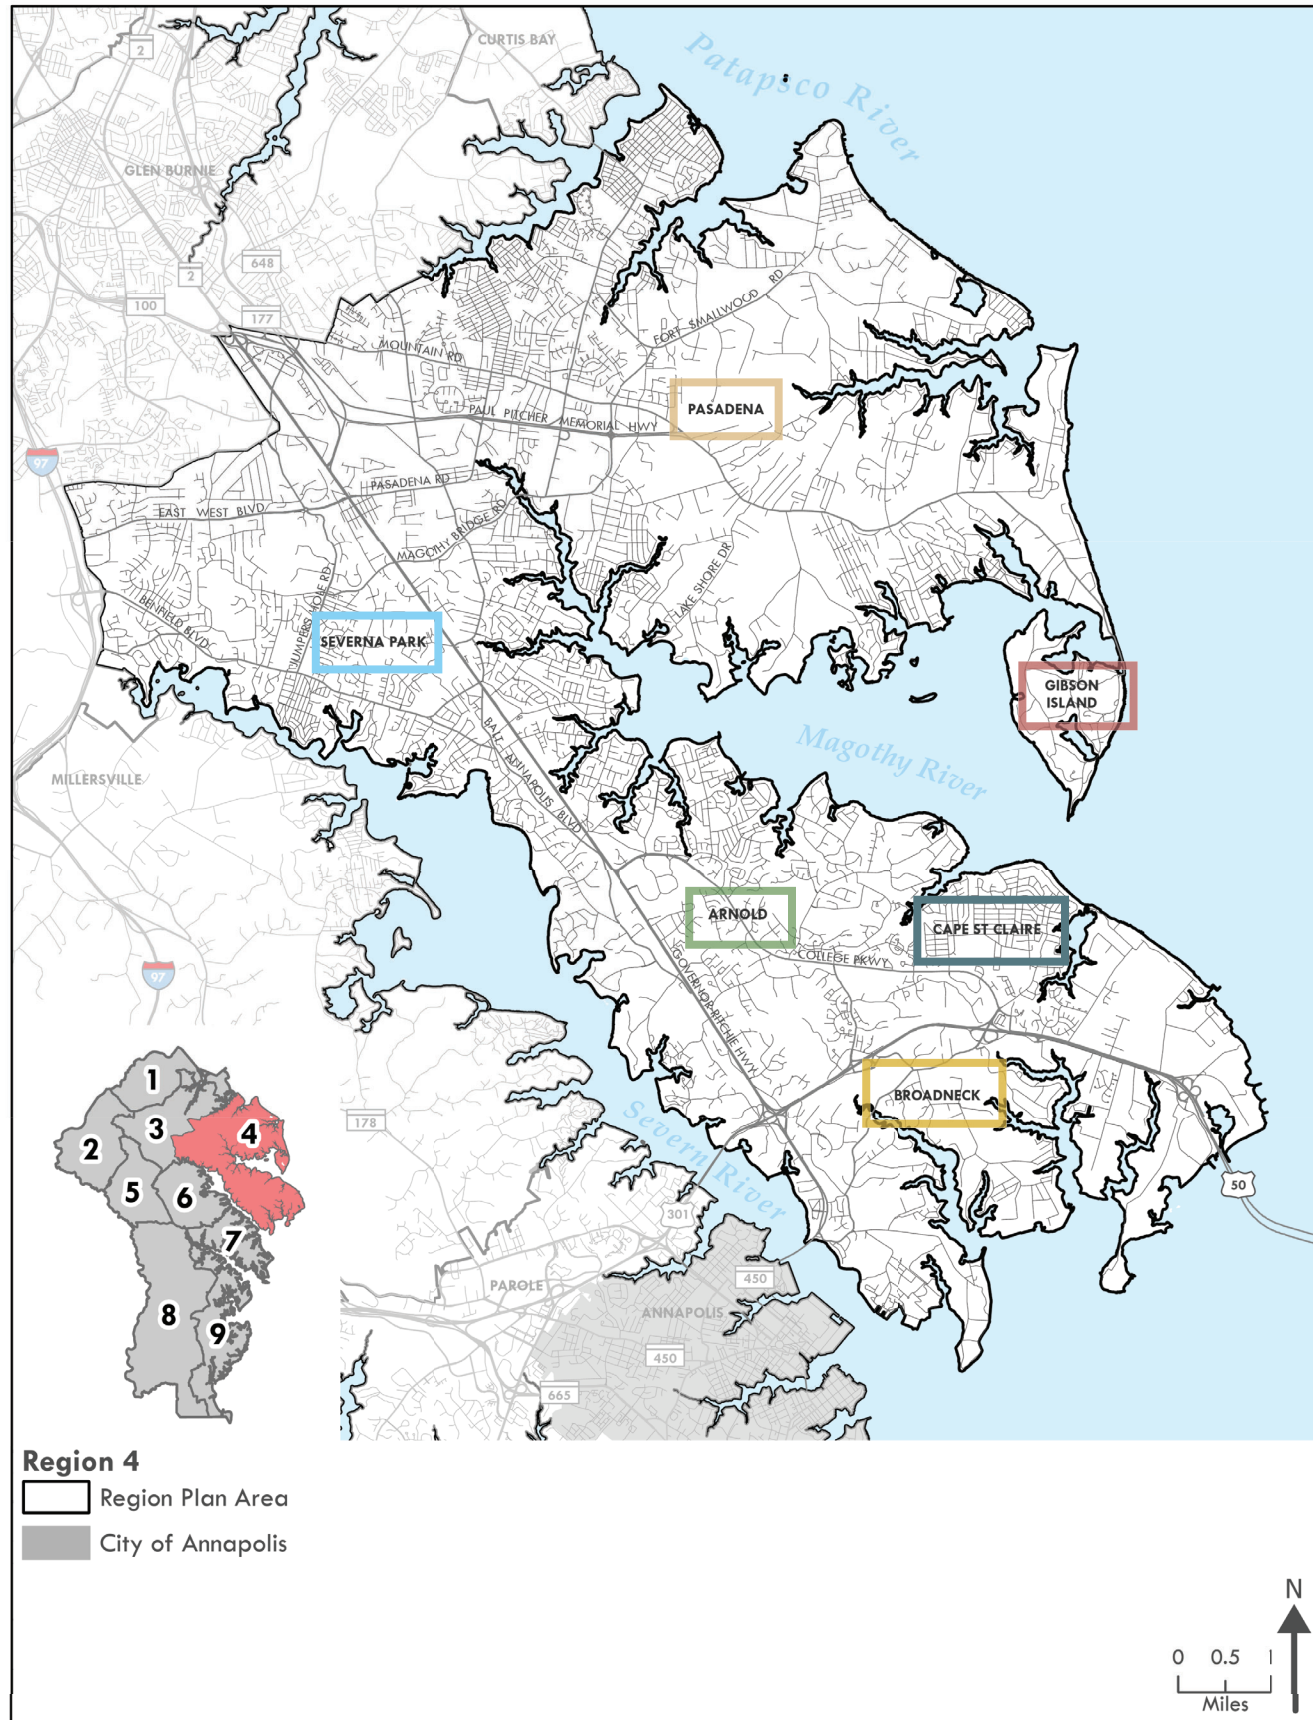 CURTIS BAY
Patapsco River
2
GLEN BURNIE
648
2
100
177
FORT SMALLWOOD RD
MOUNTAIN RD
PASADENA
PAUL PITCHER MEMORIAL HWY
97
PASADENA RD
EAST WEST BLVD
MAGOTHY BRIDGE RD
LAKE SHORE DR
JUMPERS HOLE RD
BENFIELD BLVD
SEVERNA PARK
GIBSON
ISLAND
BALT ANNAPOLIS BLVD
Magothy River
MILLERSVILLE
ARNOLD
CAPE ST CLAIRE
COLLEGE PKWY
GOVERNOR RITCHIE HWY
97
BROADNECK
178
Severn River
50
301
PAROLE
450
ANNAPOLIS
450
665
1
2
3
4
5
6
7
8
9
Region 4
Region Plan Area
City of Annapolis
N
0 0.5 1
Miles